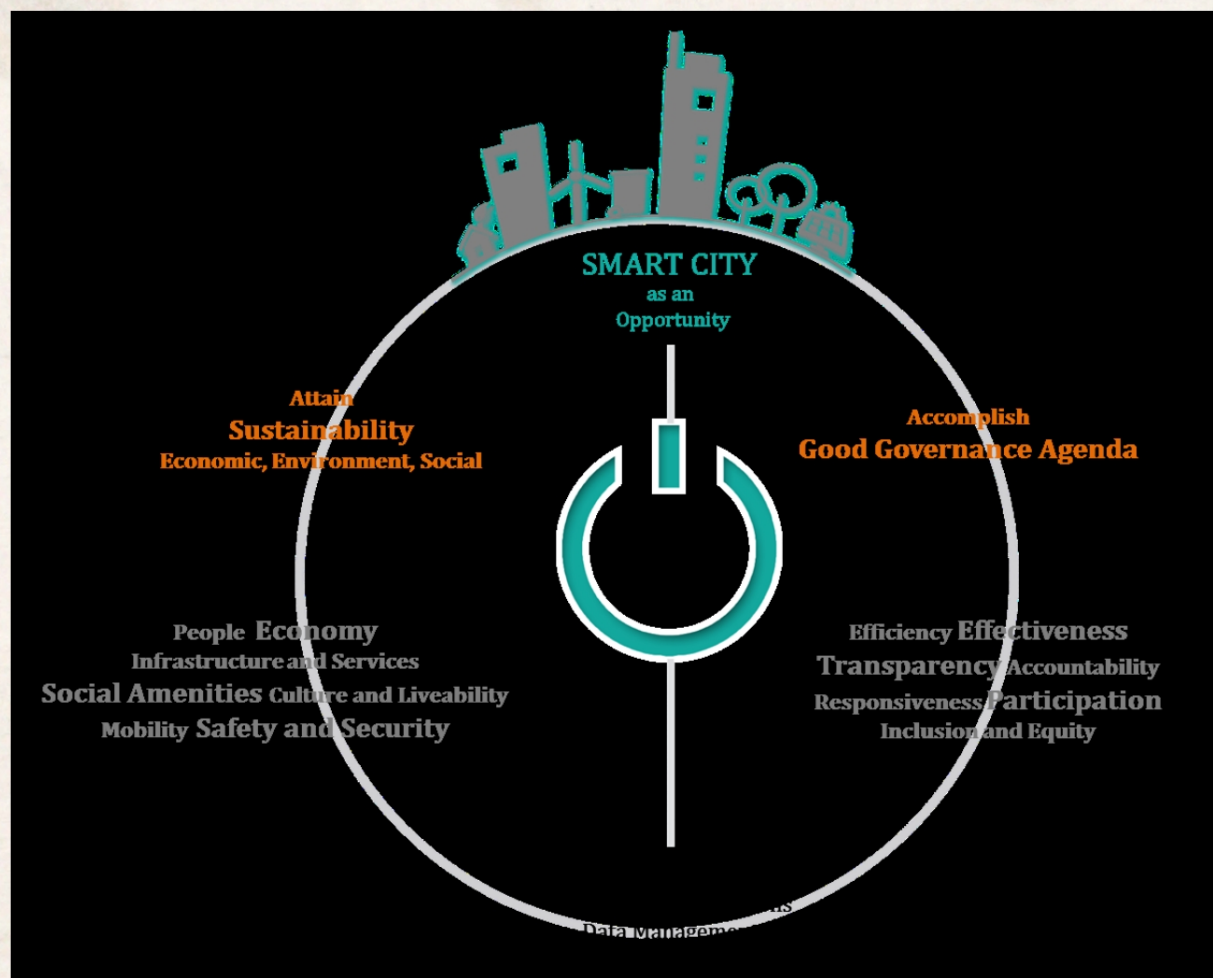 SMART CITY
as an
Opportunity
Attain
Sustainability
Economic, Environment, Social
Accomplish
Good Governance Agenda
People Economy
Infrastructure and Services
Social Amenities Culture and Liveability
Mobility Safety and Security
Efficiency Effectiveness
Transparency Accountability
Responsiveness Participation
Inclusion and Equity
Data